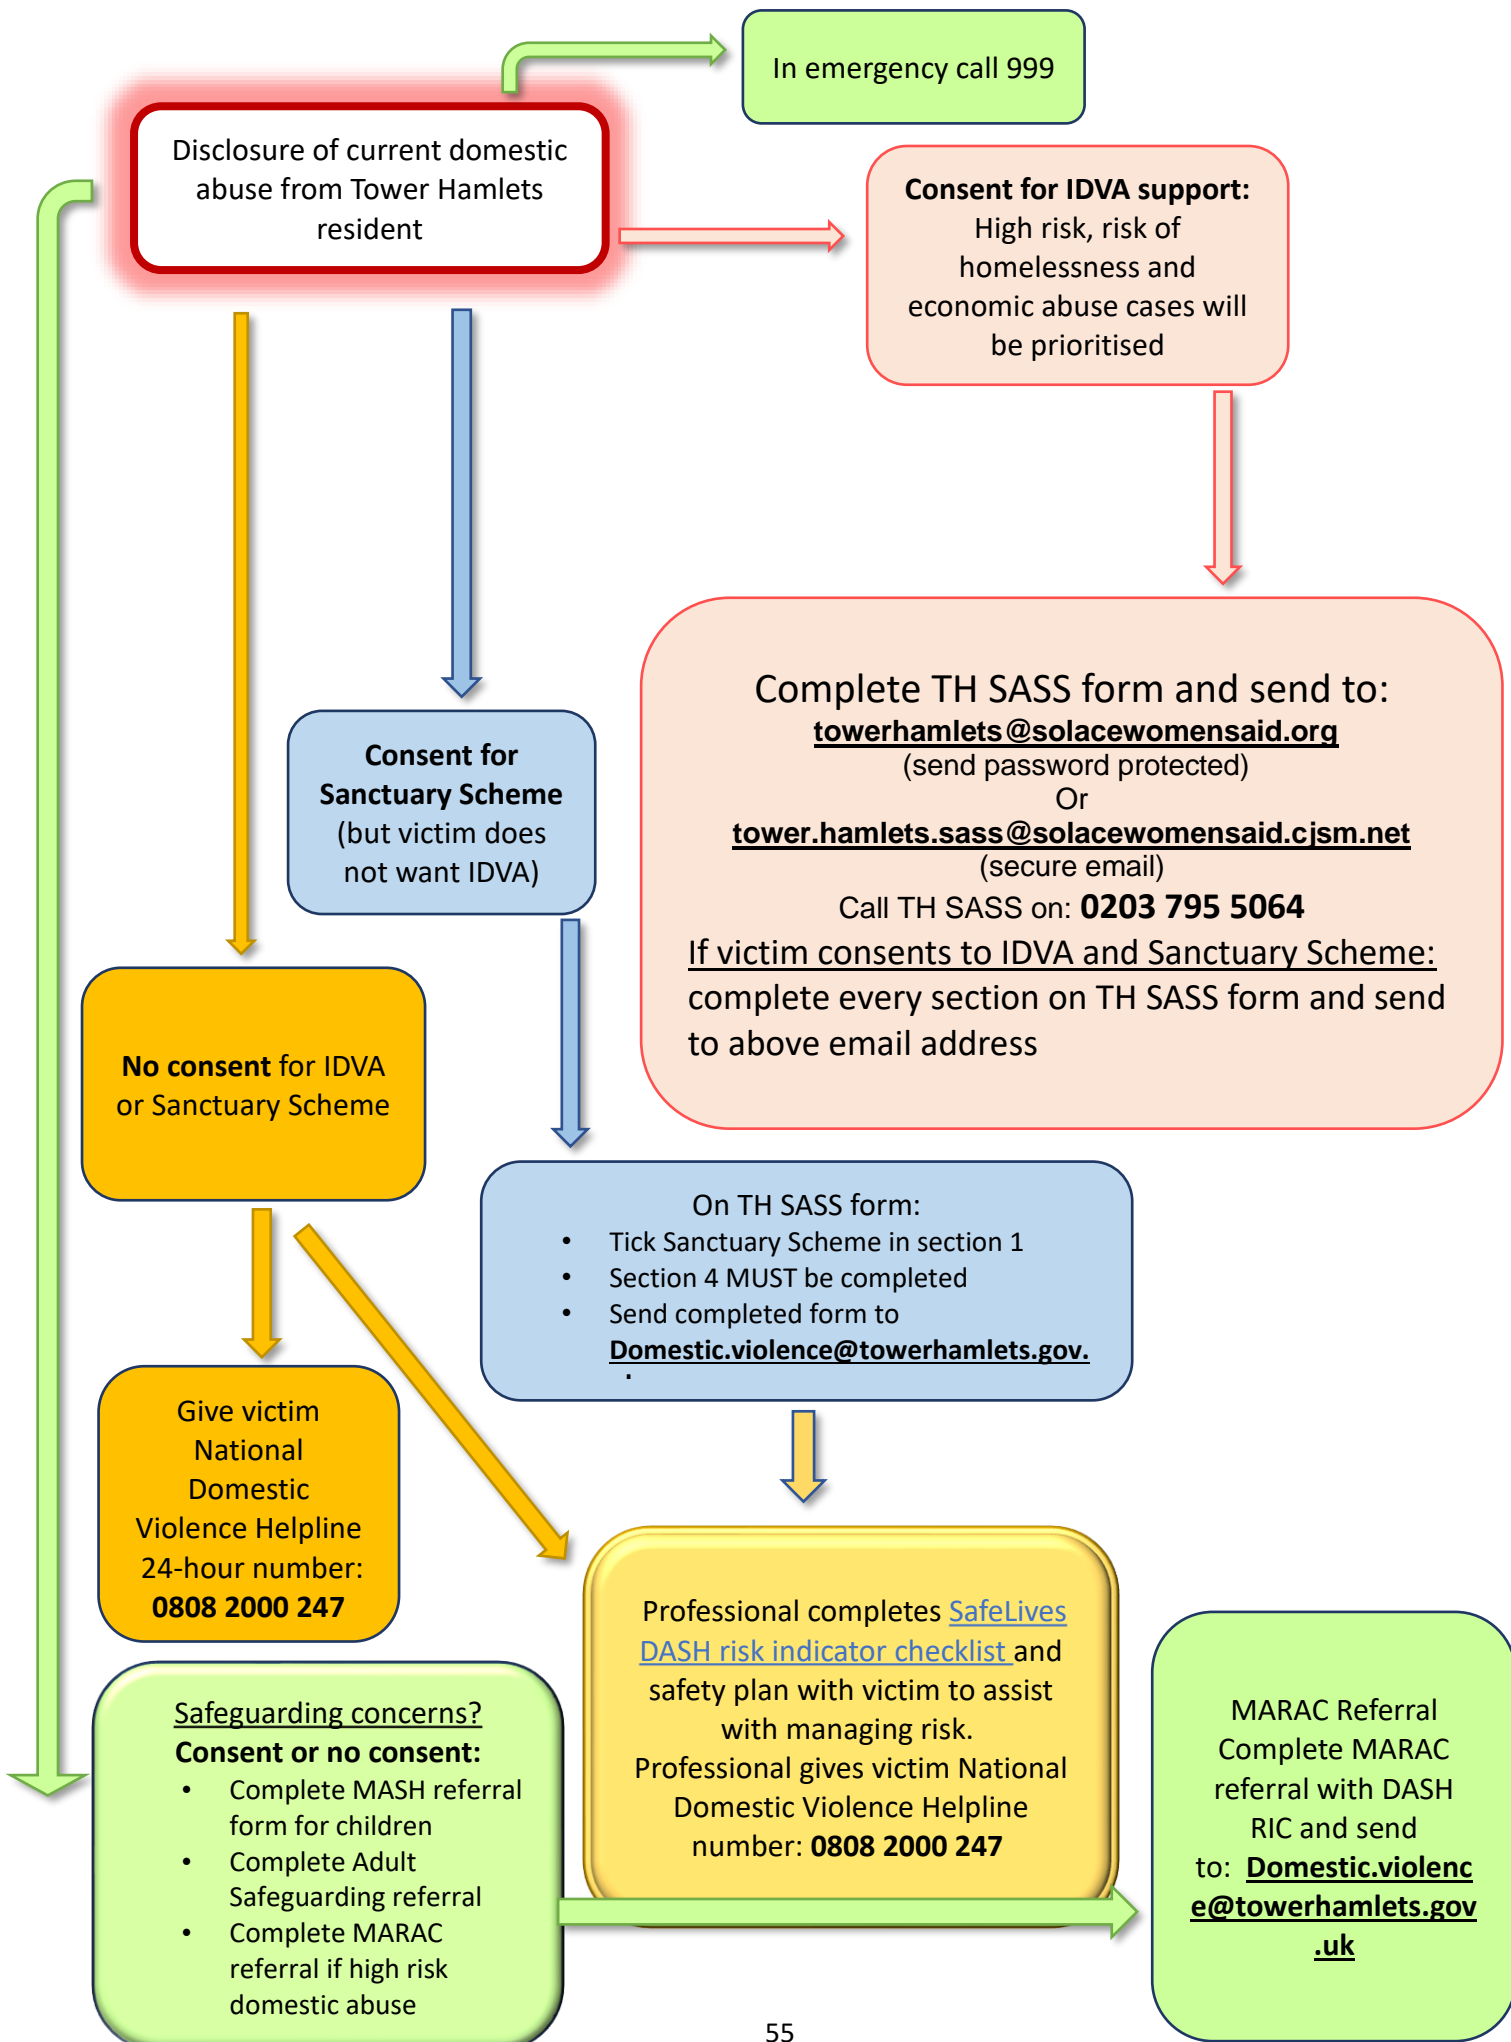 In emergency call 999
Disclosure of current domestic
abuse from Tower Hamlets
resident
Consent for IDVA support:
High risk, risk of
homelessness and
economic abuse cases will
be prioritised
Complete TH SASS form and send to:
towerhamlets@solacewomensaid.org
(send password protected)
Or
tower.hamlets.sass@solacewomensaid.cjsm.net
(secure email)
Call TH SASS on: 0203 795 5064
If victim consents to IDVA and Sanctuary Scheme:
complete every section on TH SASS form and send
to above email address
Consent for
Sanctuary Scheme
(but victim does
not want IDVA)
No consent for IDVA
or Sanctuary Scheme
On TH SASS form:
• Tick Sanctuary Scheme in section 1
• Section 4 MUST be completed
• Send completed form to
Domestic.violence@towerhamlets.gov.
Give victim
National
Domestic
Violence Helpline
24-hour number:
0808 2000 247
Professional completes SafeLives
DASH risk indicator checklist and
safety plan with victim to assist
with managing risk.
Professional gives victim National
Domestic Violence Helpline
number: 0808 2000 247
Safeguarding concerns?
Consent or no consent:
• Complete MASH referral
form for children
• Complete Adult
Safeguarding referral
• Complete MARAC
referral if high risk
domestic abuse
MARAC Referral
Complete MARAC
referral with DASH
RIC and send
to: Domestic.violenc
e@towerhamlets.gov
.uk
55